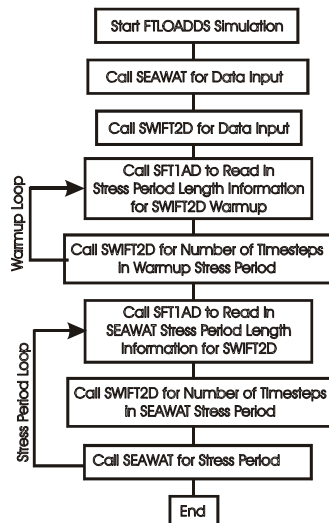 Start FTLOADDS Simulation
Call SEAWAT for Data Input
Call SWIFT2D for Data Input
Call SFT1AD to Read In
Stress Period Length Information
for SWIFT2D Warmup
Warmup Loop
Call SWIFT2D for Number of Timesteps
in Warmup Stress Period
Call SFT1AD to Read In
SEAWAT Stress Period Length
Information for SWIFT2D
Stress Period Loop
Call SWIFT2D for Number of Timesteps
in SEAWAT Stress Period
Call SEAWAT for Stress Period
End